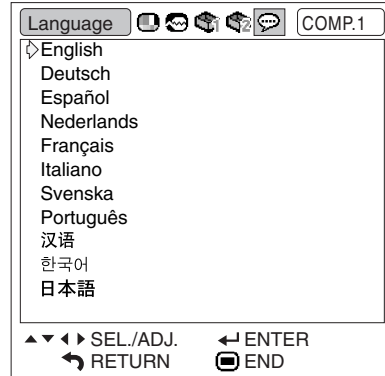 Language COMP.1
English
Deutsch
Español
Nederlands
Français
Italiano
Svenska
Português
汉语
한국어
日本語
SEL./ADJ. ENTER
RETURN END